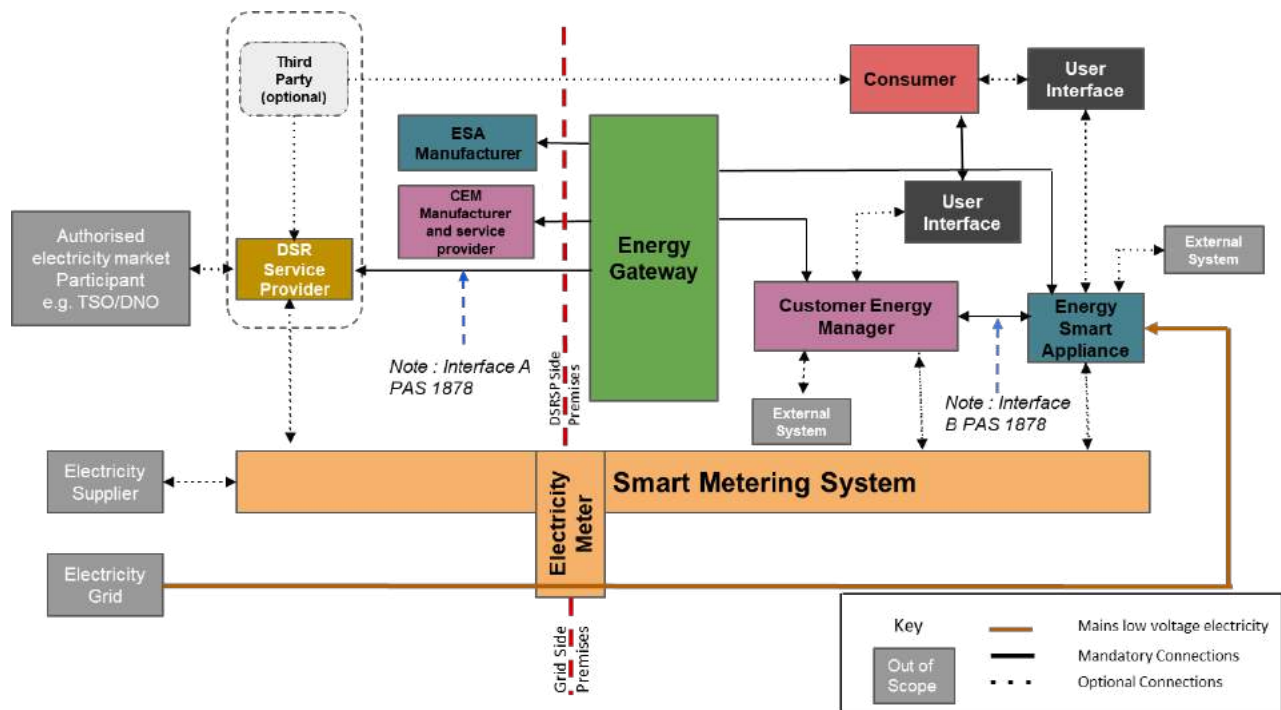 Third
Party
(optional)
Consumer
User
Interface
ESA
Manufacturer
CEM
Manufacturer
and service
provider
Energy
Gateway
User
Interface
Authorised
electricity market
Participant
e.g. TSO/DNO
DSR
Service
Provider
External
System
Customer Energy
Manager
Energy
Smart
Appliance
Note : Interface A
PAS 1878
DSRSP Side
Premises
External
System
Note : Interface
B PAS 1878
Electricity
Supplier
Smart Metering System
Electricity
Meter
Electricity
Grid
Grid Side
Premises
Key
Mains low voltage electricity
Mandatory Connections
Optional Connections
Out of
Scope